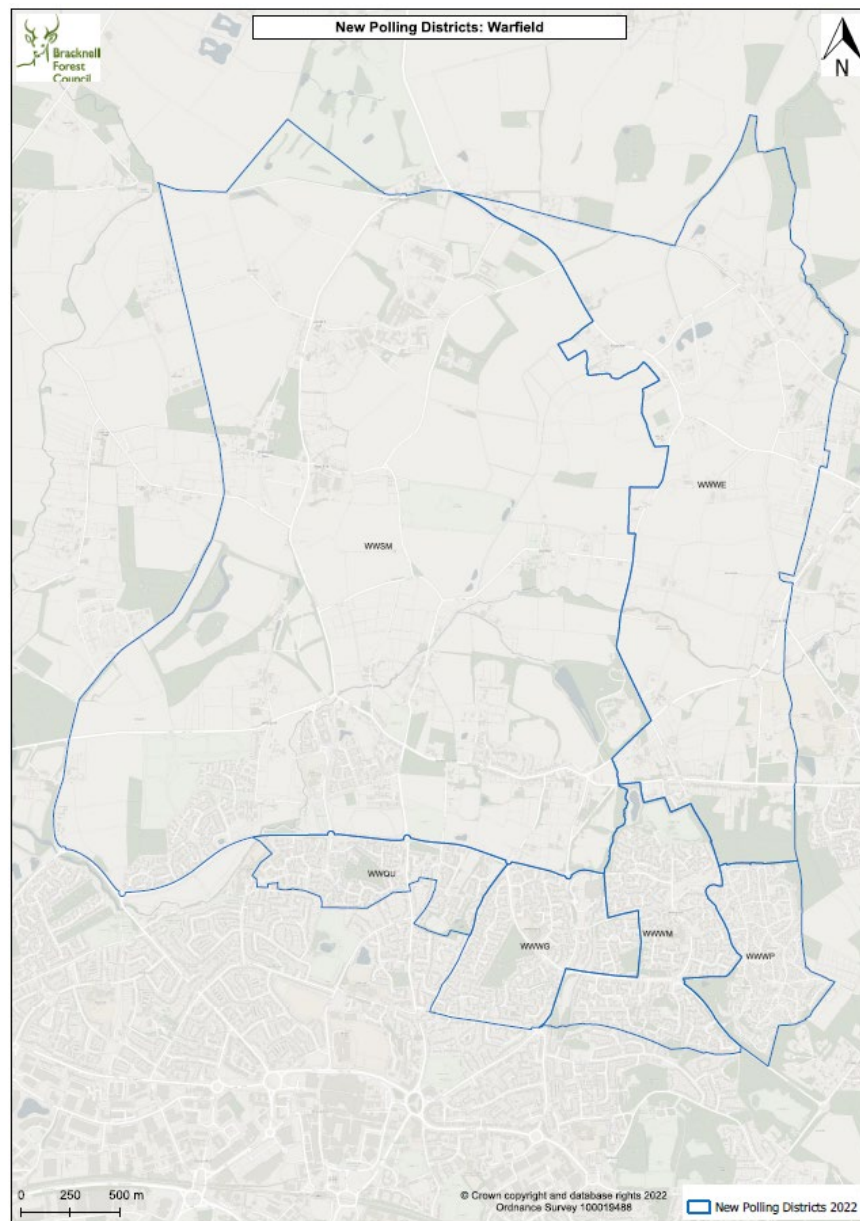 New Polling Districts: Warfield
Bracknell
Forest
Council
N
WWWE
WWSM
WWQU
WWWG
WWWM
WWWP
0 250 500 m
© Crown copyright and database rights 2022
Ordnance Survey 100019488
New Polling Districts 2022